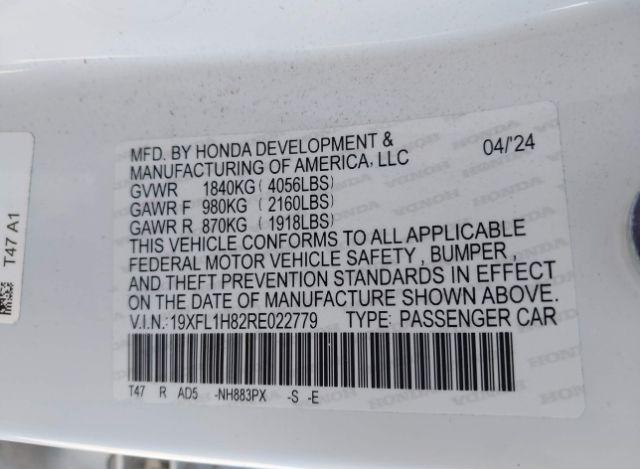 MFD. BY HONDA DEVELOPMENT &
MANUFACTURING OF AMERICA, LLC 04/'24
GVWR 1840KG ( 4056LBS)
GAWR F 980KG ( 2160LBS)
GAWR R 870KG ( 1918LBS)
THIS VEHICLE CONFORMS TO ALL APPLICABLE
FEDERAL MOTOR VEHICLE SAFETY , BUMPER,
AND THEFT PREVENTION STANDARDS IN EFFECT
ON THE DATE OF MANUFACTURE SHOWN ABOVE.
V.I.N.:19XFL1H82RE022779 TYPE: PASSENGER CAR
T47 R AD5 -NH883PX -S -E
T47 A1